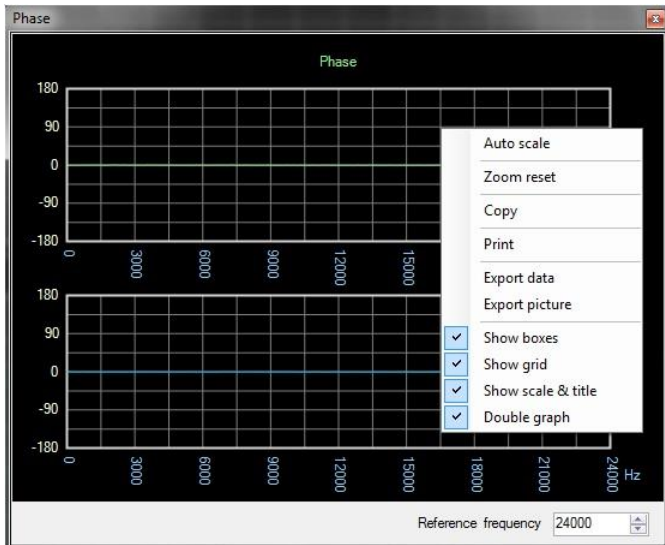 Phase
Phase
180
90
0
-90
-180
0 3000 6000 9000 12000 15000
180
90
0
-90
-180
0 3000 6000 9000 12000 15000 18000 21000 24000 Hz
Auto scale
Zoom reset
Copy
Print
Export data
Export picture
Show boxes
Show grid
Show scale & title
Double graph
Reference frequency 24000